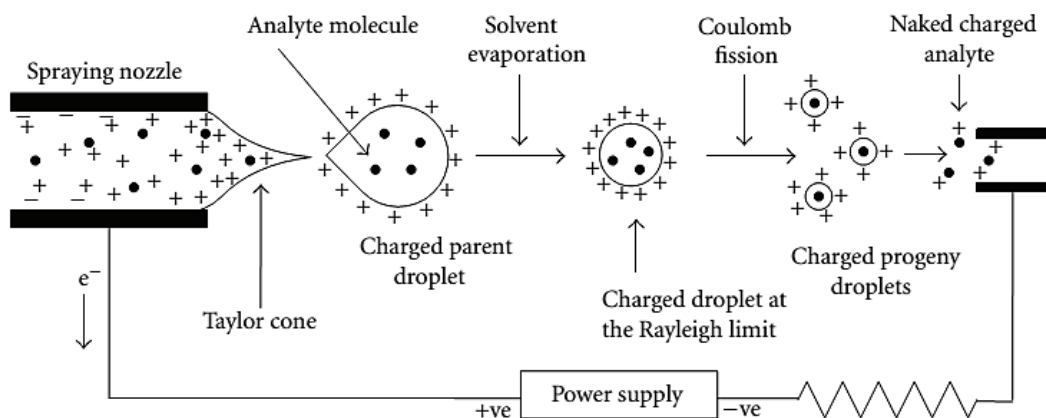 Analyte molecule
Solvent
evaporation
Coulomb
fission
Naked charged
analyte
Spraying nozzle
Charged parent
droplet
Charged progeny
droplets
e⁻
Taylor cone
Charged droplet at
the Rayleigh limit
+ve
Power supply
−ve